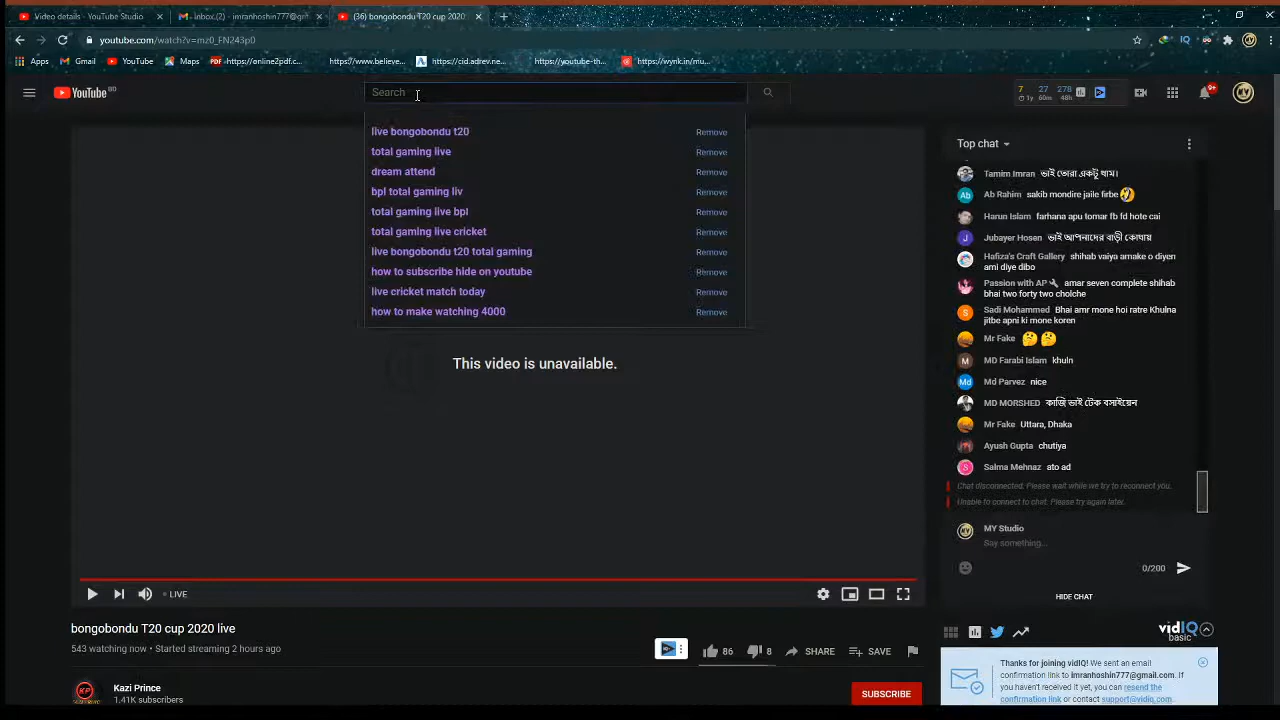 Video details - YouTube Studio
Inbox (2) - imranhoshin777@gm
(36) bongobondu T20 cup 2020
youtube.com/watch?v=mz0_FN243p0
Apps
Gmail
YouTube
Maps
https://online2pdf.c...
https://www.believe...
https://cid.adrev.ne...
https://youtube-th...
https://wynk.in/mu...
YouTube BD
Search
7 27 278
1y 60m 48h
9+
live bongobondu t20 Remove
total gaming live Remove
dream attend Remove
bpl total gaming liv Remove
total gaming live bpl Remove
total gaming live cricket Remove
live bongobondu t20 total gaming Remove
how to subscribe hide on youtube Remove
live cricket match today Remove
how to make watching 4000 Remove
This video is unavailable.
LIVE
bongobondu T20 cup 2020 live
543 watching now • Started streaming 2 hours ago
86 8 SHARE SAVE
Kazi Prince
1.41K subscribers
SUBSCRIBE
Top chat
Tamim Imran ভাই তোরা একটু থাম।
Ab Rahim sakib mondire jaile firbe
Harun Islam farhana apu tomar fb fd hote cai
Jubayer Hosen ভাই আপনাদের বাড়ী কোথায়
Hafiza's Craft Gallery shihab vaiya amake o diyen
ami diye dibo
Passion with AP amar seven complete shihab
bhai two forty two cholche
Sadi Mohammed Bhai amr mone hoi ratre Khulna
jitbe apni ki mone koren
Mr Fake
MD Farabi Islam khuln
Md Parvez nice
MD MORSHED কাজি ভাই টেক বসাইয়েন
Mr Fake Uttara, Dhaka
Ayush Gupta chutiya
Salma Mehnaz ato ad
Chat disconnected. Please wait while we try to reconnect you.
Unable to connect to chat. Please try again later.
MY Studio
Say something...
0/200
HIDE CHAT
vidIQ
basic
Thanks for joining vidIQ! We sent an email
confirmation link to imranhoshin777@gmail.com. If
you haven't received it yet, you can resend the
confirmation link or contact support@vidiq.com.